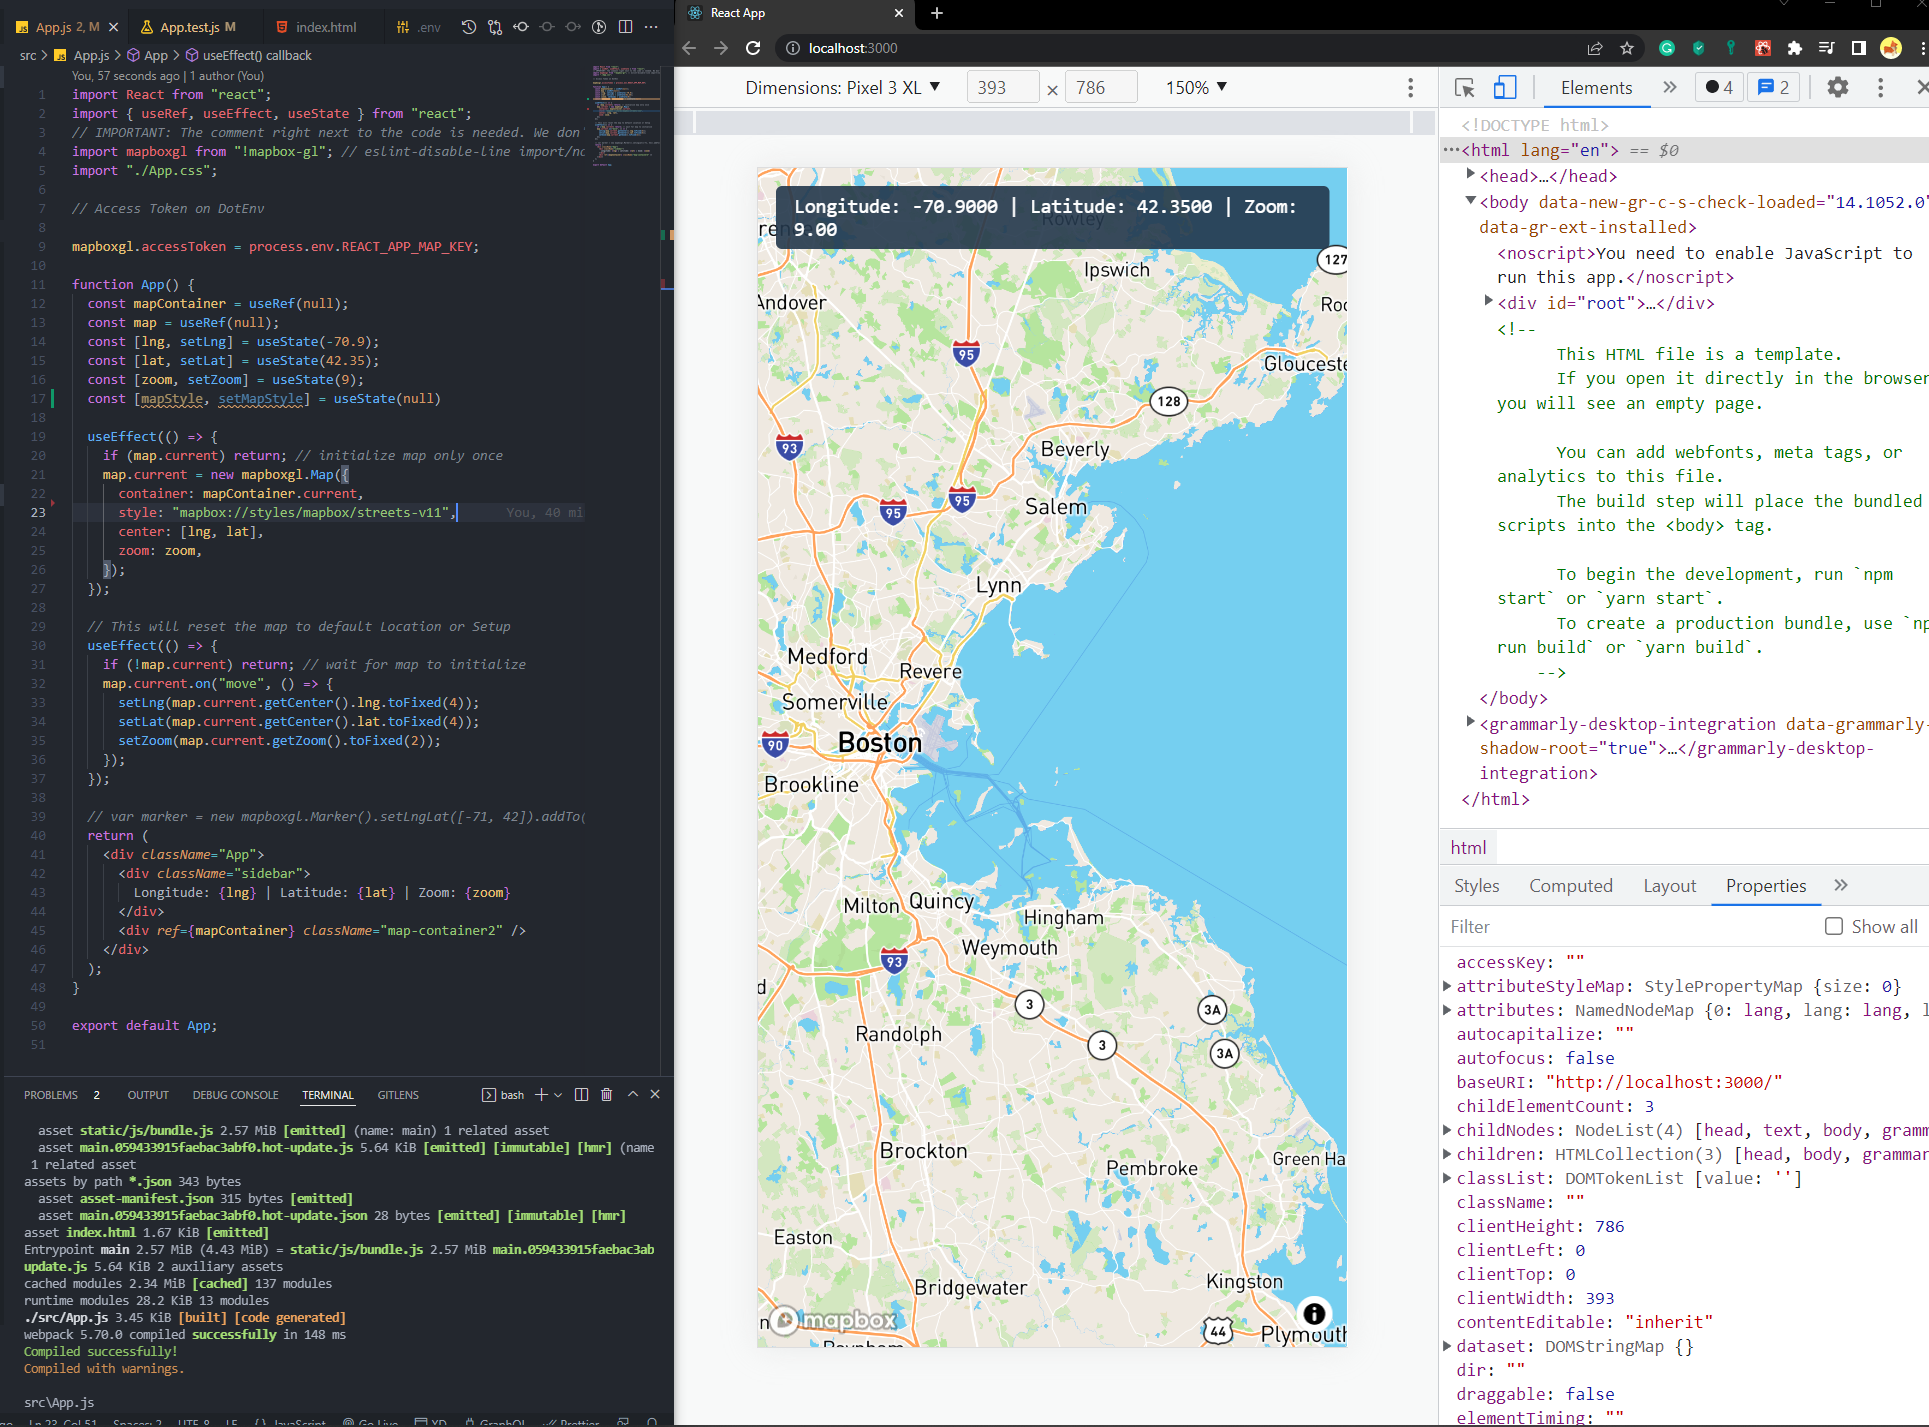 App.js 2, M
App.test.js M
index.html
.env
src > App.js > App > useEffect() callback
You, 57 seconds ago | 1 author (You)
1 import React from "react";
2 import { useRef, useEffect, useState } from "react";
3 // IMPORTANT: The comment right next to the code is needed. We don'
4 import mapboxgl from "!mapbox-gl"; // eslint-disable-line import/no
5 import "./App.css";
6
7 // Access Token on DotEnv
8
9 mapboxgl.accessToken = process.env.REACT_APP_MAP_KEY;
10
11 function App() {
12 const mapContainer = useRef(null);
13 const map = useRef(null);
14 const [lng, setLng] = useState(-70.9);
15 const [lat, setLat] = useState(42.35);
16 const [zoom, setZoom] = useState(9);
17 const [mapStyle, setMapStyle] = useState(null)
18
19 useEffect(() => {
20 if (map.current) return; // initialize map only once
21 map.current = new mapboxgl.Map({
22 container: mapContainer.current,
23 style: "mapbox://styles/mapbox/streets-v11", You, 40 mi
24 center: [lng, lat],
25 zoom: zoom,
26 });
27 });
28
29 // This will reset the map to default Location or Setup
30 useEffect(() => {
31 if (!map.current) return; // wait for map to initialize
32 map.current.on("move", () => {
33 setLng(map.current.getCenter().lng.toFixed(4));
34 setLat(map.current.getCenter().lat.toFixed(4));
35 setZoom(map.current.getZoom().toFixed(2));
36 });
37 });
38
39 // var marker = new mapboxgl.Marker().setLngLat([-71, 42]).addTo(
40 return (
41 <div className="App">
42 <div className="sidebar">
43 Longitude: {lng} | Latitude: {lat} | Zoom: {zoom}
44 </div>
45 <div ref={mapContainer} className="map-container2" />
46 </div>
47 );
48 }
49
50 export default App;
51
PROBLEMS 2 OUTPUT DEBUG CONSOLE TERMINAL GITLENS bash
asset static/js/bundle.js 2.57 MiB [emitted] (name: main) 1 related asset
asset main.059433915faebac3abf0.hot-update.js 5.64 KiB [emitted] [immutable] [hmr] (name
1 related asset
assets by path *.json 343 bytes
asset asset-manifest.json 315 bytes [emitted]
asset main.059433915faebac3abf0.hot-update.json 28 bytes [emitted] [immutable] [hmr]
asset index.html 1.67 KiB [emitted]
Entrypoint main 2.57 MiB (4.43 MiB) = static/js/bundle.js 2.57 MiB main.059433915faebac3ab
update.js 5.64 KiB 2 auxiliary assets
cached modules 2.34 MiB [cached] 137 modules
runtime modules 28.2 KiB 13 modules
./src/App.js 3.45 KiB [built] [code generated]
webpack 5.70.0 compiled successfully in 148 ms
Compiled successfully!
Compiled with warnings.
src\App.js
React App
localhost:3000
Dimensions: Pixel 3 XL 393 × 786 150%
Longitude: -70.9000 | Latitude: 42.3500 | Zoom:
9.00
Rowley
127
Ipswich
Andover
Roc
95
Glouceste
128
93
Beverly
95
95
Salem
Lynn
Medford
Revere
Somerville
90
Boston
Brookline
Milton
Quincy
Hingham
Weymouth
93
d
3
3A
Randolph
3
3A
Brockton
Pembroke
Green Ha
Easton
Bridgewater
Kingston
mapbox
44
Plymouth
Elements 4 2
<!DOCTYPE html>
<html lang="en"> == $0
<head>…</head>
<body data-new-gr-c-s-check-loaded="14.1052.0"
data-gr-ext-installed>
<noscript>You need to enable JavaScript to
run this app.</noscript>
<div id="root">…</div>
<!--
This HTML file is a template.
If you open it directly in the browser
you will see an empty page.
You can add webfonts, meta tags, or
analytics to this file.
The build step will place the bundled
scripts into the <body> tag.
To begin the development, run `npm
start` or `yarn start`.
To create a production bundle, use `np
run build` or `yarn build`.
-->
</body>
<grammarly-desktop-integration data-grammarly-
shadow-root="true">…</grammarly-desktop-
integration>
</html>
html
Styles Computed Layout Properties
Filter Show all
accessKey: ""
attributeStyleMap: StylePropertyMap {size: 0}
attributes: NamedNodeMap {0: lang, lang: lang, l
autocapitalize: ""
autofocus: false
baseURI: "http://localhost:3000/"
childElementCount: 3
childNodes: NodeList(4) [head, text, body, gramm
children: HTMLCollection(3) [head, body, grammar
classList: DOMTokenList [value: '']
className: ""
clientHeight: 786
clientLeft: 0
clientTop: 0
clientWidth: 393
contentEditable: "inherit"
dataset: DOMStringMap {}
dir: ""
draggable: false
elementTiming: ""